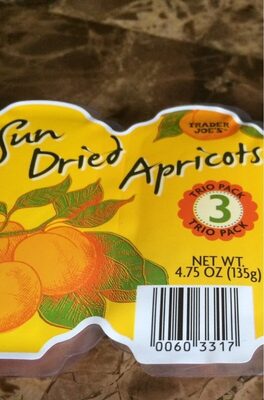 TRADER
JOE'S
Sun
Dried Apricots
TRIO PACK
3
TRIO PACK
NET WT.
4.75 OZ (135g)
0060 3317